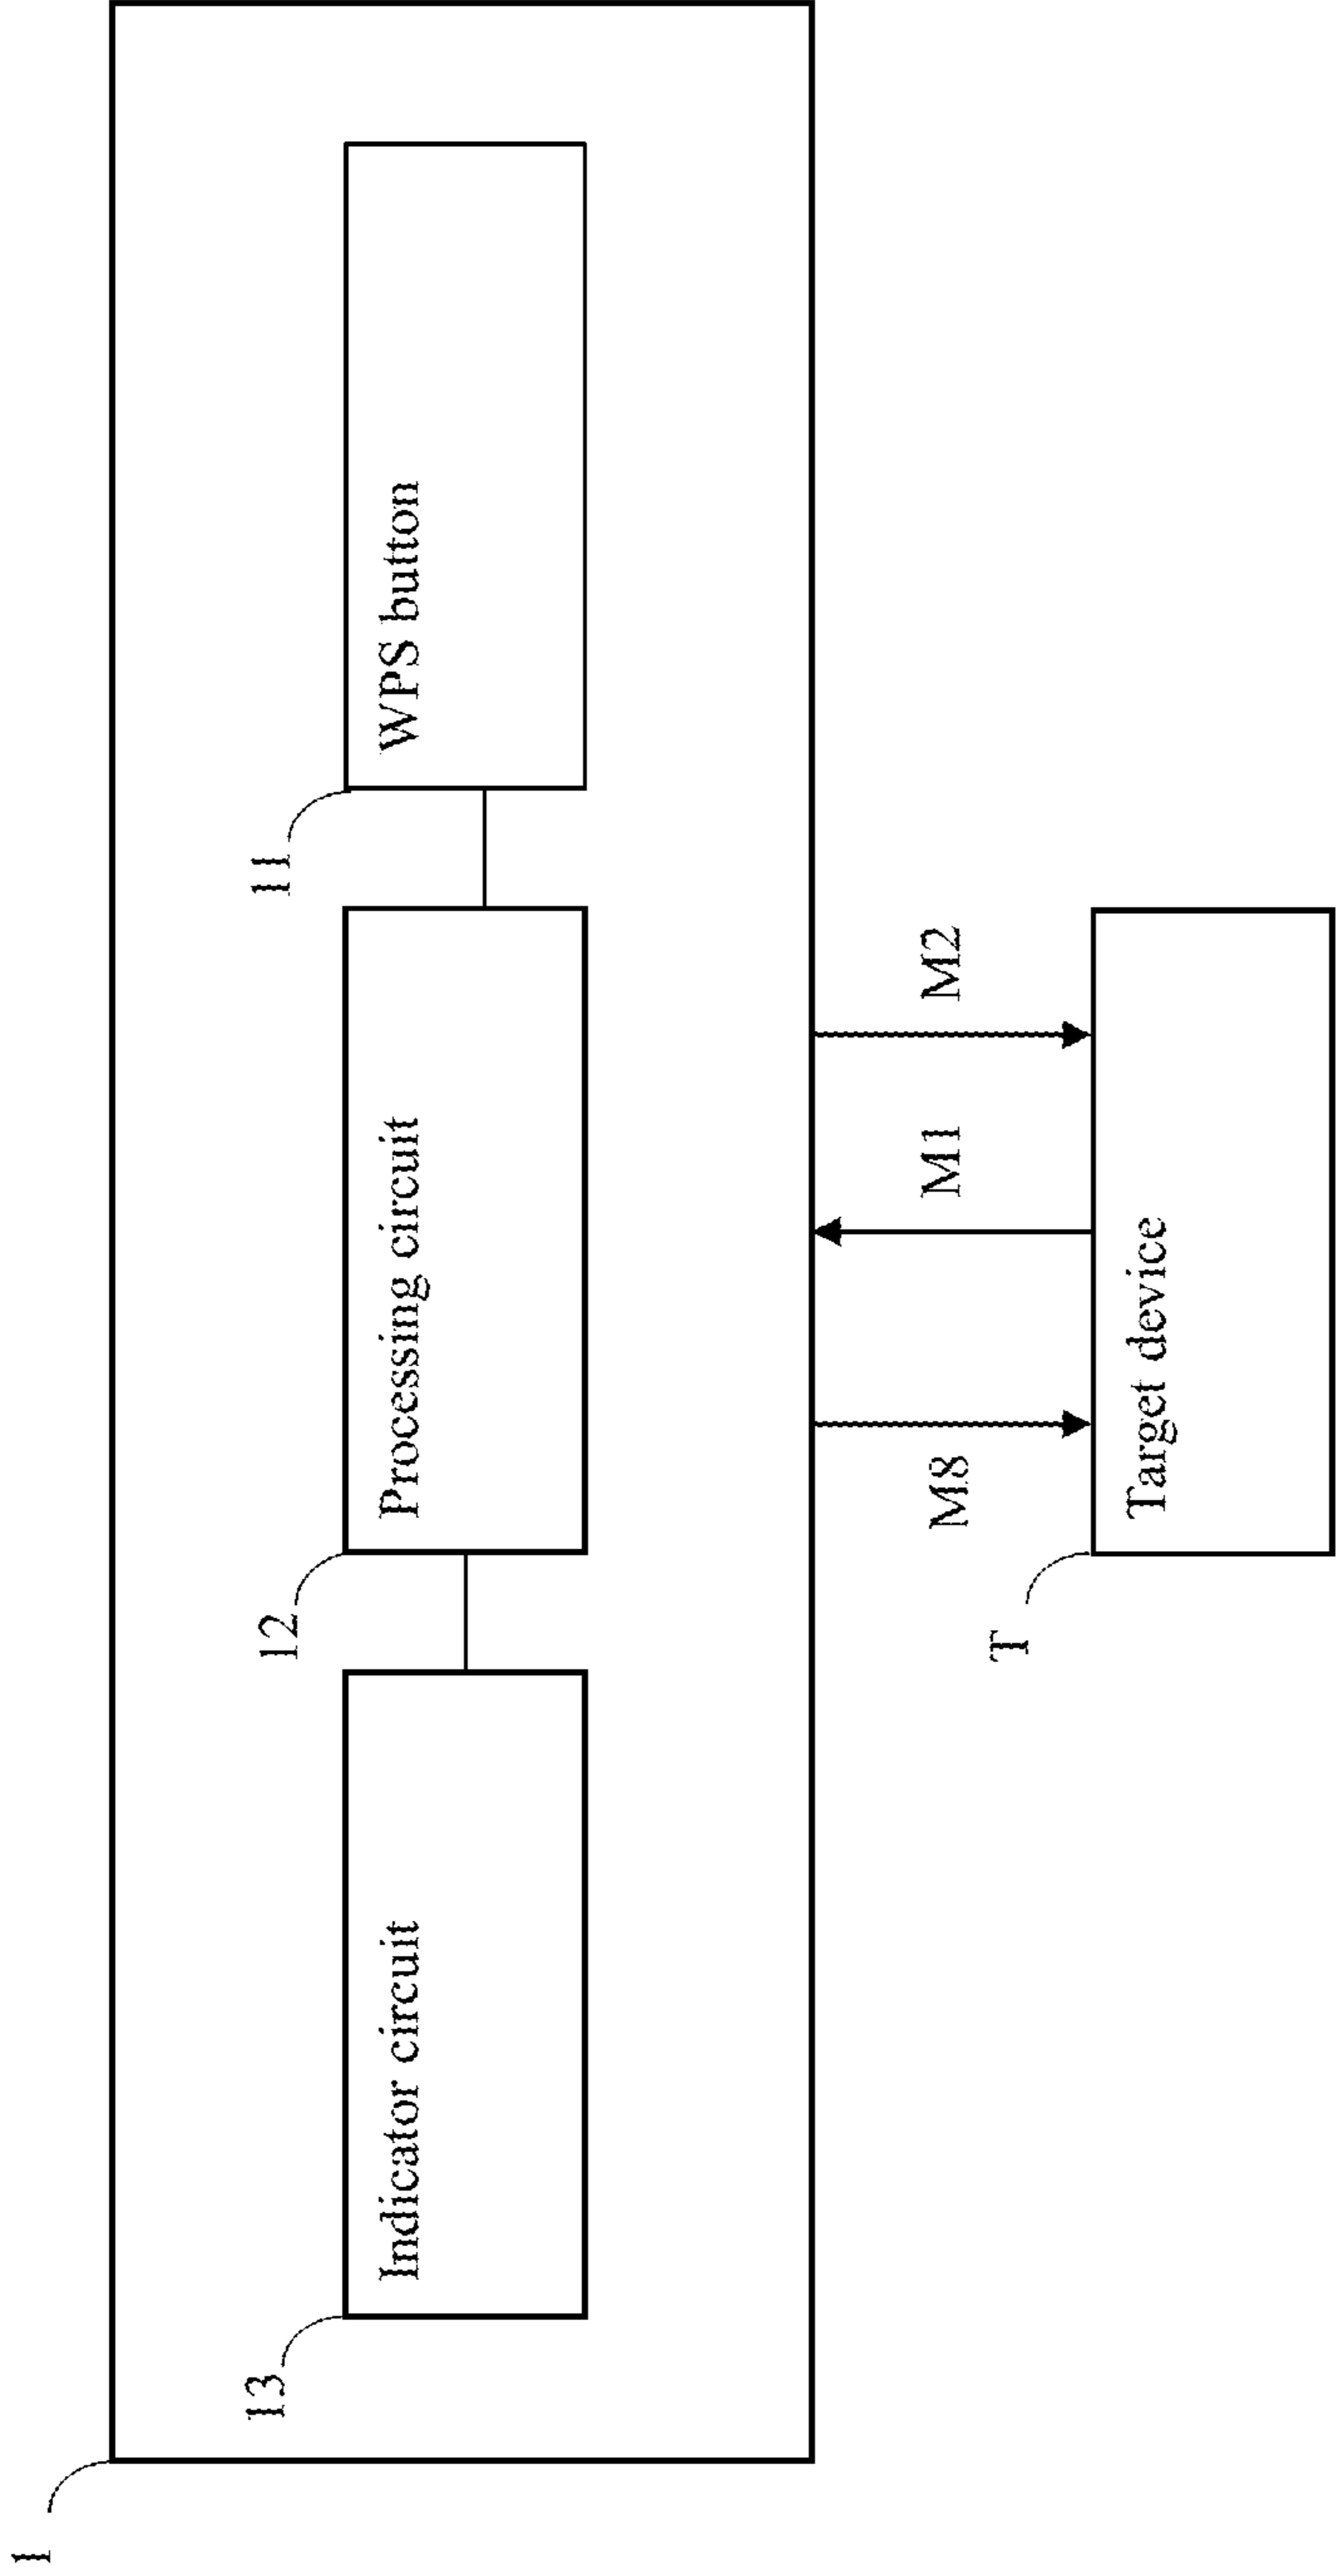 1
13
12
11
Indicator circuit
Processing circuit
WPS button
M8
M1
M2
T
Target device